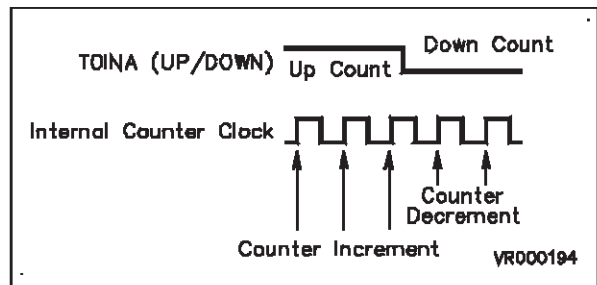 TOINA (UP/DOWN)
Up Count
Down Count
Internal Counter Clock
Counter
Decrement
Counter Increment
VR000194